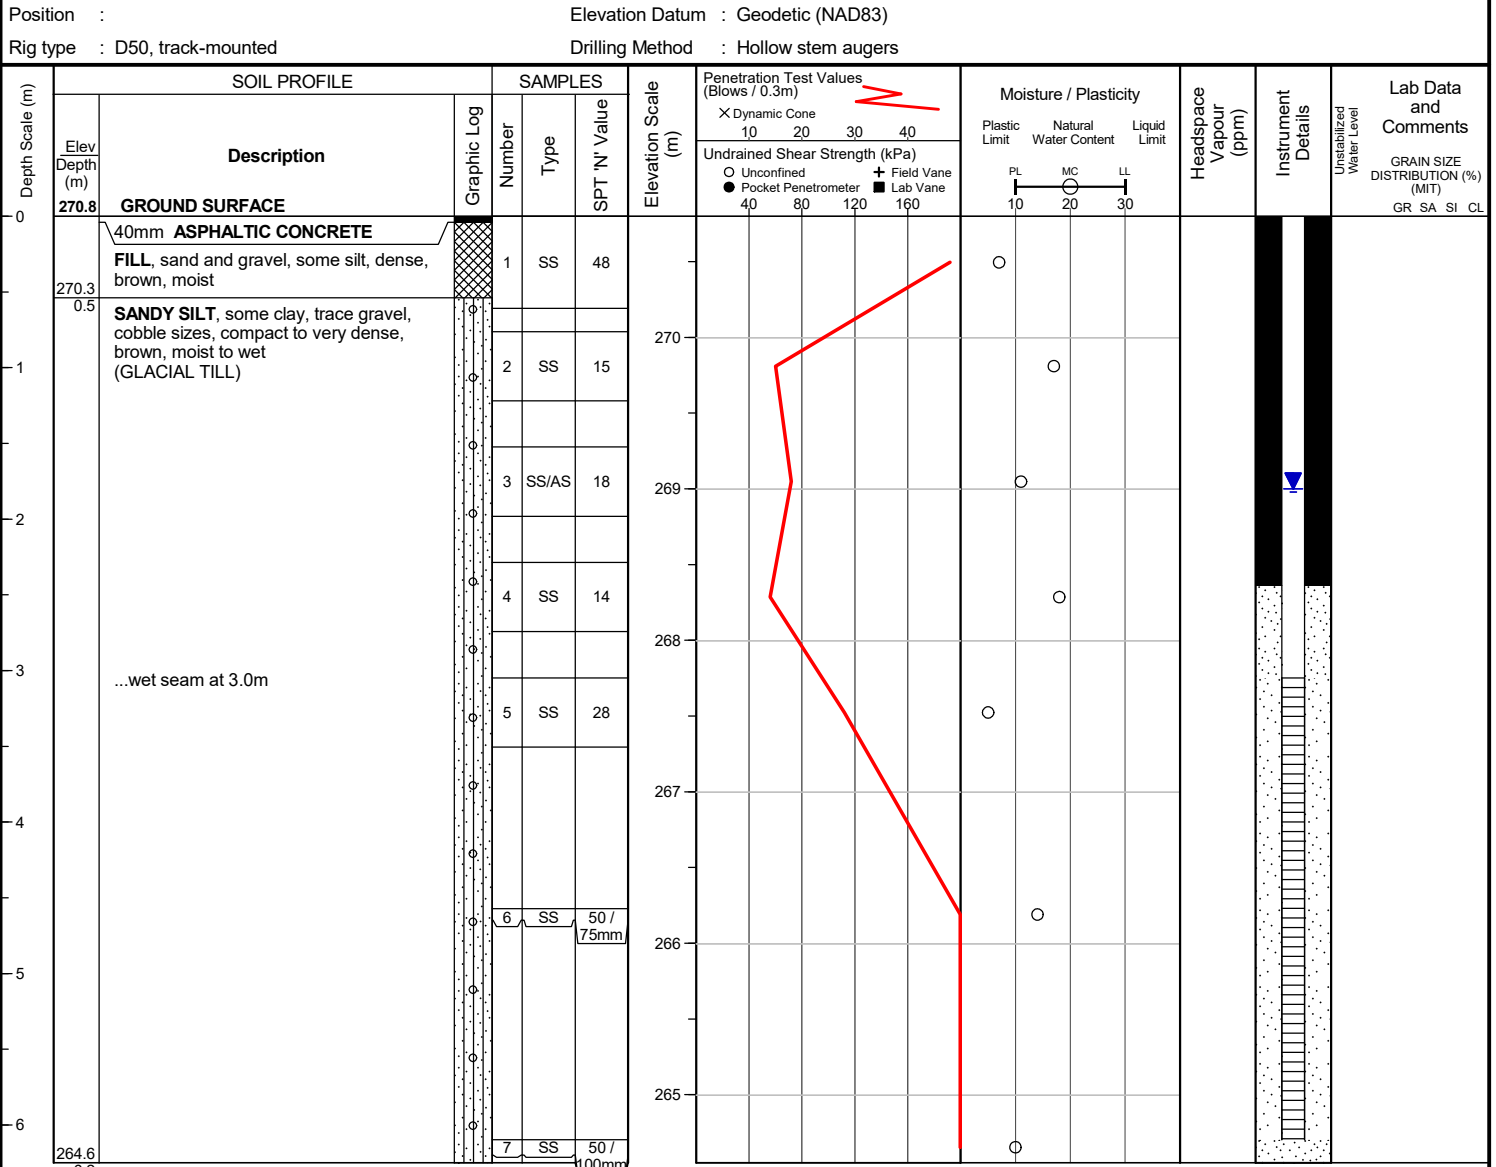 Position :
Elevation Datum : Geodetic (NAD83)
Rig type : D50, track-mounted
Drilling Method : Hollow stem augers
Depth Scale (m)
SOIL PROFILE
Elev
Depth
(m)
Description
Graphic Log
SAMPLES
Number
Type
SPT 'N' Value
Elevation Scale
(m)
Penetration Test Values
(Blows / 0.3m)
Dynamic Cone
10 20 30 40
Undrained Shear Strength (kPa)
Unconfined
Field Vane
Pocket Penetrometer
Lab Vane
40 80 120 160
Moisture / Plasticity
Plastic
Limit
Natural
Water Content
Liquid
Limit
PL MC LL
10 20 30
Headspace
Vapour
(ppm)
Instrument
Details
Unstabilized
Water Level
Lab Data
and
Comments
GRAIN SIZE
DISTRIBUTION (%)
(MIT)
GR SA SI CL
270.8 GROUND SURFACE
0
40mm ASPHALTIC CONCRETE
FILL, sand and gravel, some silt, dense,
brown, moist
1 SS 48
270.3
0.5
SANDY SILT, some clay, trace gravel,
cobble sizes, compact to very dense,
brown, moist to wet
(GLACIAL TILL)
270
1
2 SS 15
3 SS/AS 18
269
2
4 SS 14
268
3
...wet seam at 3.0m
5 SS 28
267
4
6 SS 50 /
75mm
266
5
265
6
264.6
7 SS 50 /
100mm